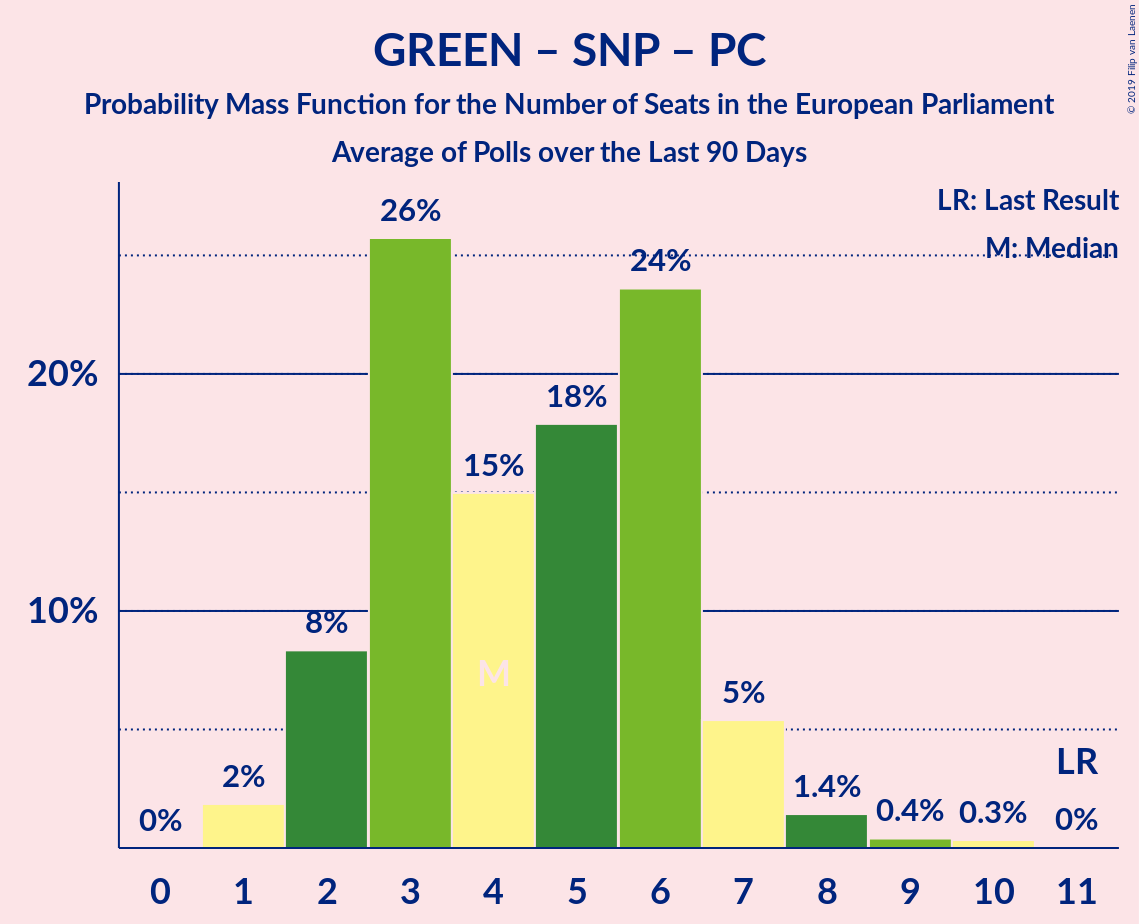 GREEN – SNP – PC
Probability Mass Function for the Number of Seats in the European Parliament
Average of Polls over the Last 90 Days
© 2019 Filip van Laenen
LR: Last Result
M: Median
26%
24%
20%
18%
15%
10%
8%
M
5%
LR
2%
1.4%
0.4%
0.3%
0%
0%
0 1 2 3 4 5 6 7 8 9 10 11